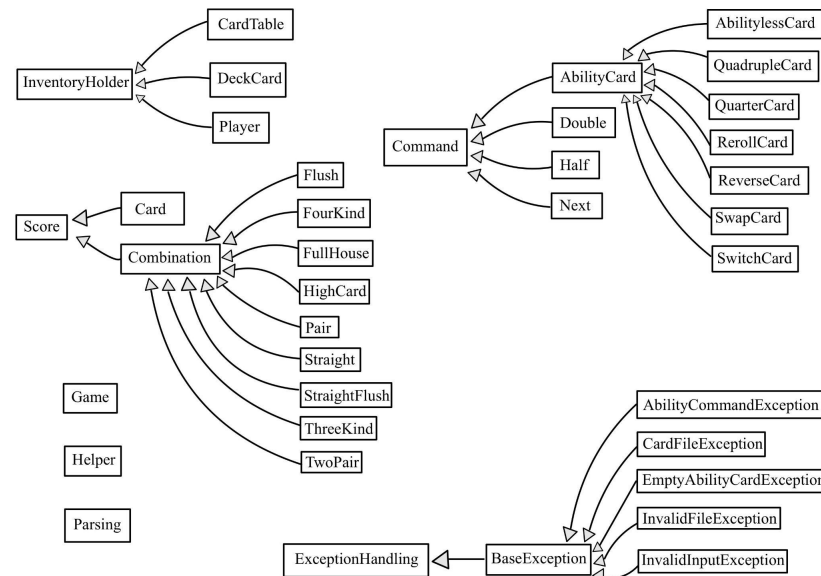 CardTable
InventoryHolder
DeckCard
Player
AbilitylessCard
QuadrupleCard
AbilityCard
QuarterCard
Double
RerollCard
Command
Half
ReverseCard
Next
SwapCard
SwitchCard
Flush
Card
FourKind
Score
Combination
FullHouse
HighCard
Pair
Straight
StraightFlush
ThreeKind
TwoPair
Game
Helper
Parsing
AbilityCommandException
CardFileException
EmptyAbilityCardException
InvalidFileException
ExceptionHandling
BaseException
InvalidInputException